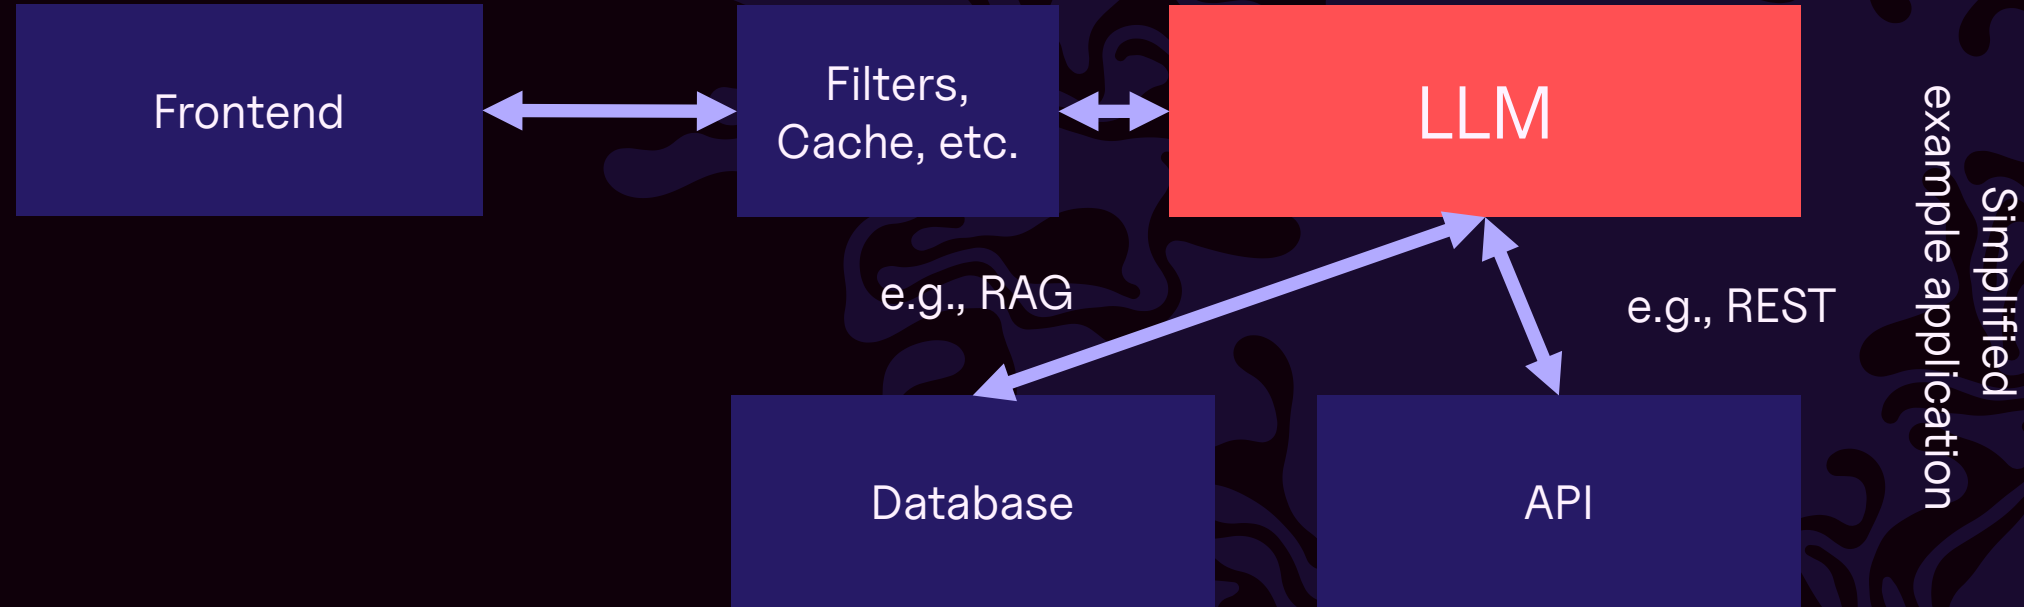 Frontend
Filters,
Cache, etc.
LLM
e.g., RAG
e.g., REST
Database
API
Simplified
example application